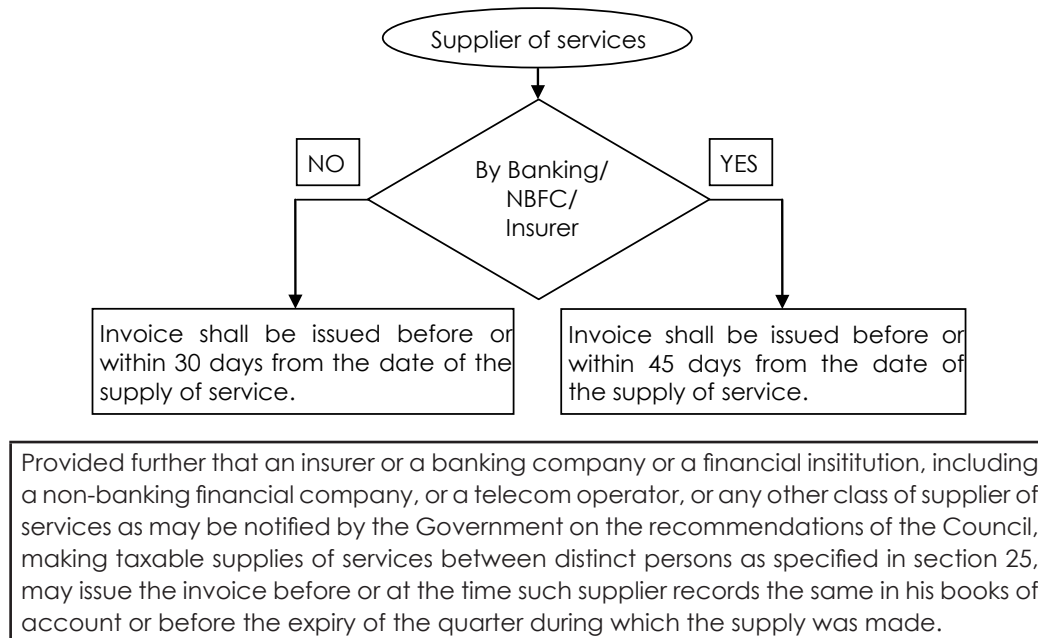 Supplier of services
NO
YES
By Banking/
NBFC/
Insurer
Invoice shall be issued before or
within 30 days from the date of the
supply of service.
Invoice shall be issued before or
within 45 days from the date of
the supply of service.
Provided further that an insurer or a banking company or a financial insititution, including
a non-banking financial company, or a telecom operator, or any other class of supplier of
services as may be notified by the Government on the recommendations of the Council,
making taxable supplies of services between distinct persons as specified in section 25,
may issue the invoice before or at the time such supplier records the same in his books of
account or before the expiry of the quarter during which the supply was made.